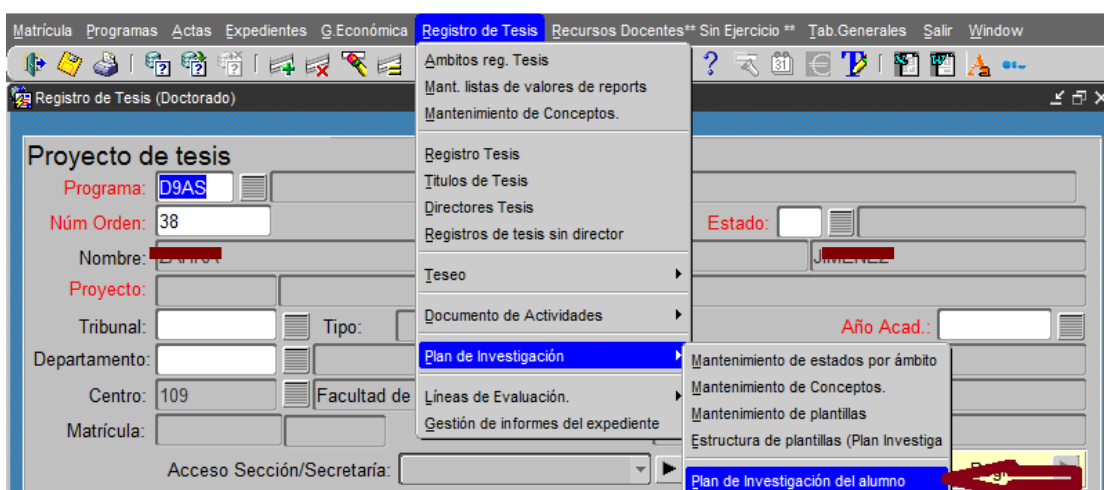 Matrícula Programas Actas Expedientes G.Económica Registro de Tesis Recursos Docentes** Sin Ejercicio ** Tab.Generales Salir Window
Registro de Tesis (Doctorado)
Ambitos reg. Tesis
Mant. listas de valores de reports
Mantenimiento de Conceptos.
Registro Tesis
Titulos de Tesis
Directores Tesis
Registros de tesis sin director
Teseo
Documento de Actividades
Plan de Investigación
Líneas de Evaluación.
Gestión de informes del expediente
Mantenimiento de estados por ámbito
Mantenimiento de Conceptos.
Mantenimiento de plantillas
Estructura de plantillas (Plan Investiga
Plan de Investigación del alumno
Proyecto de tesis
Programa: D9AS
Núm Orden: 38 Estado:
Nombre:
Proyecto:
Tribunal: Tipo: Año Acad.:
Departamento:
Centro: 109 Facultad de
Matrícula:
Acceso Sección/Secretaría: